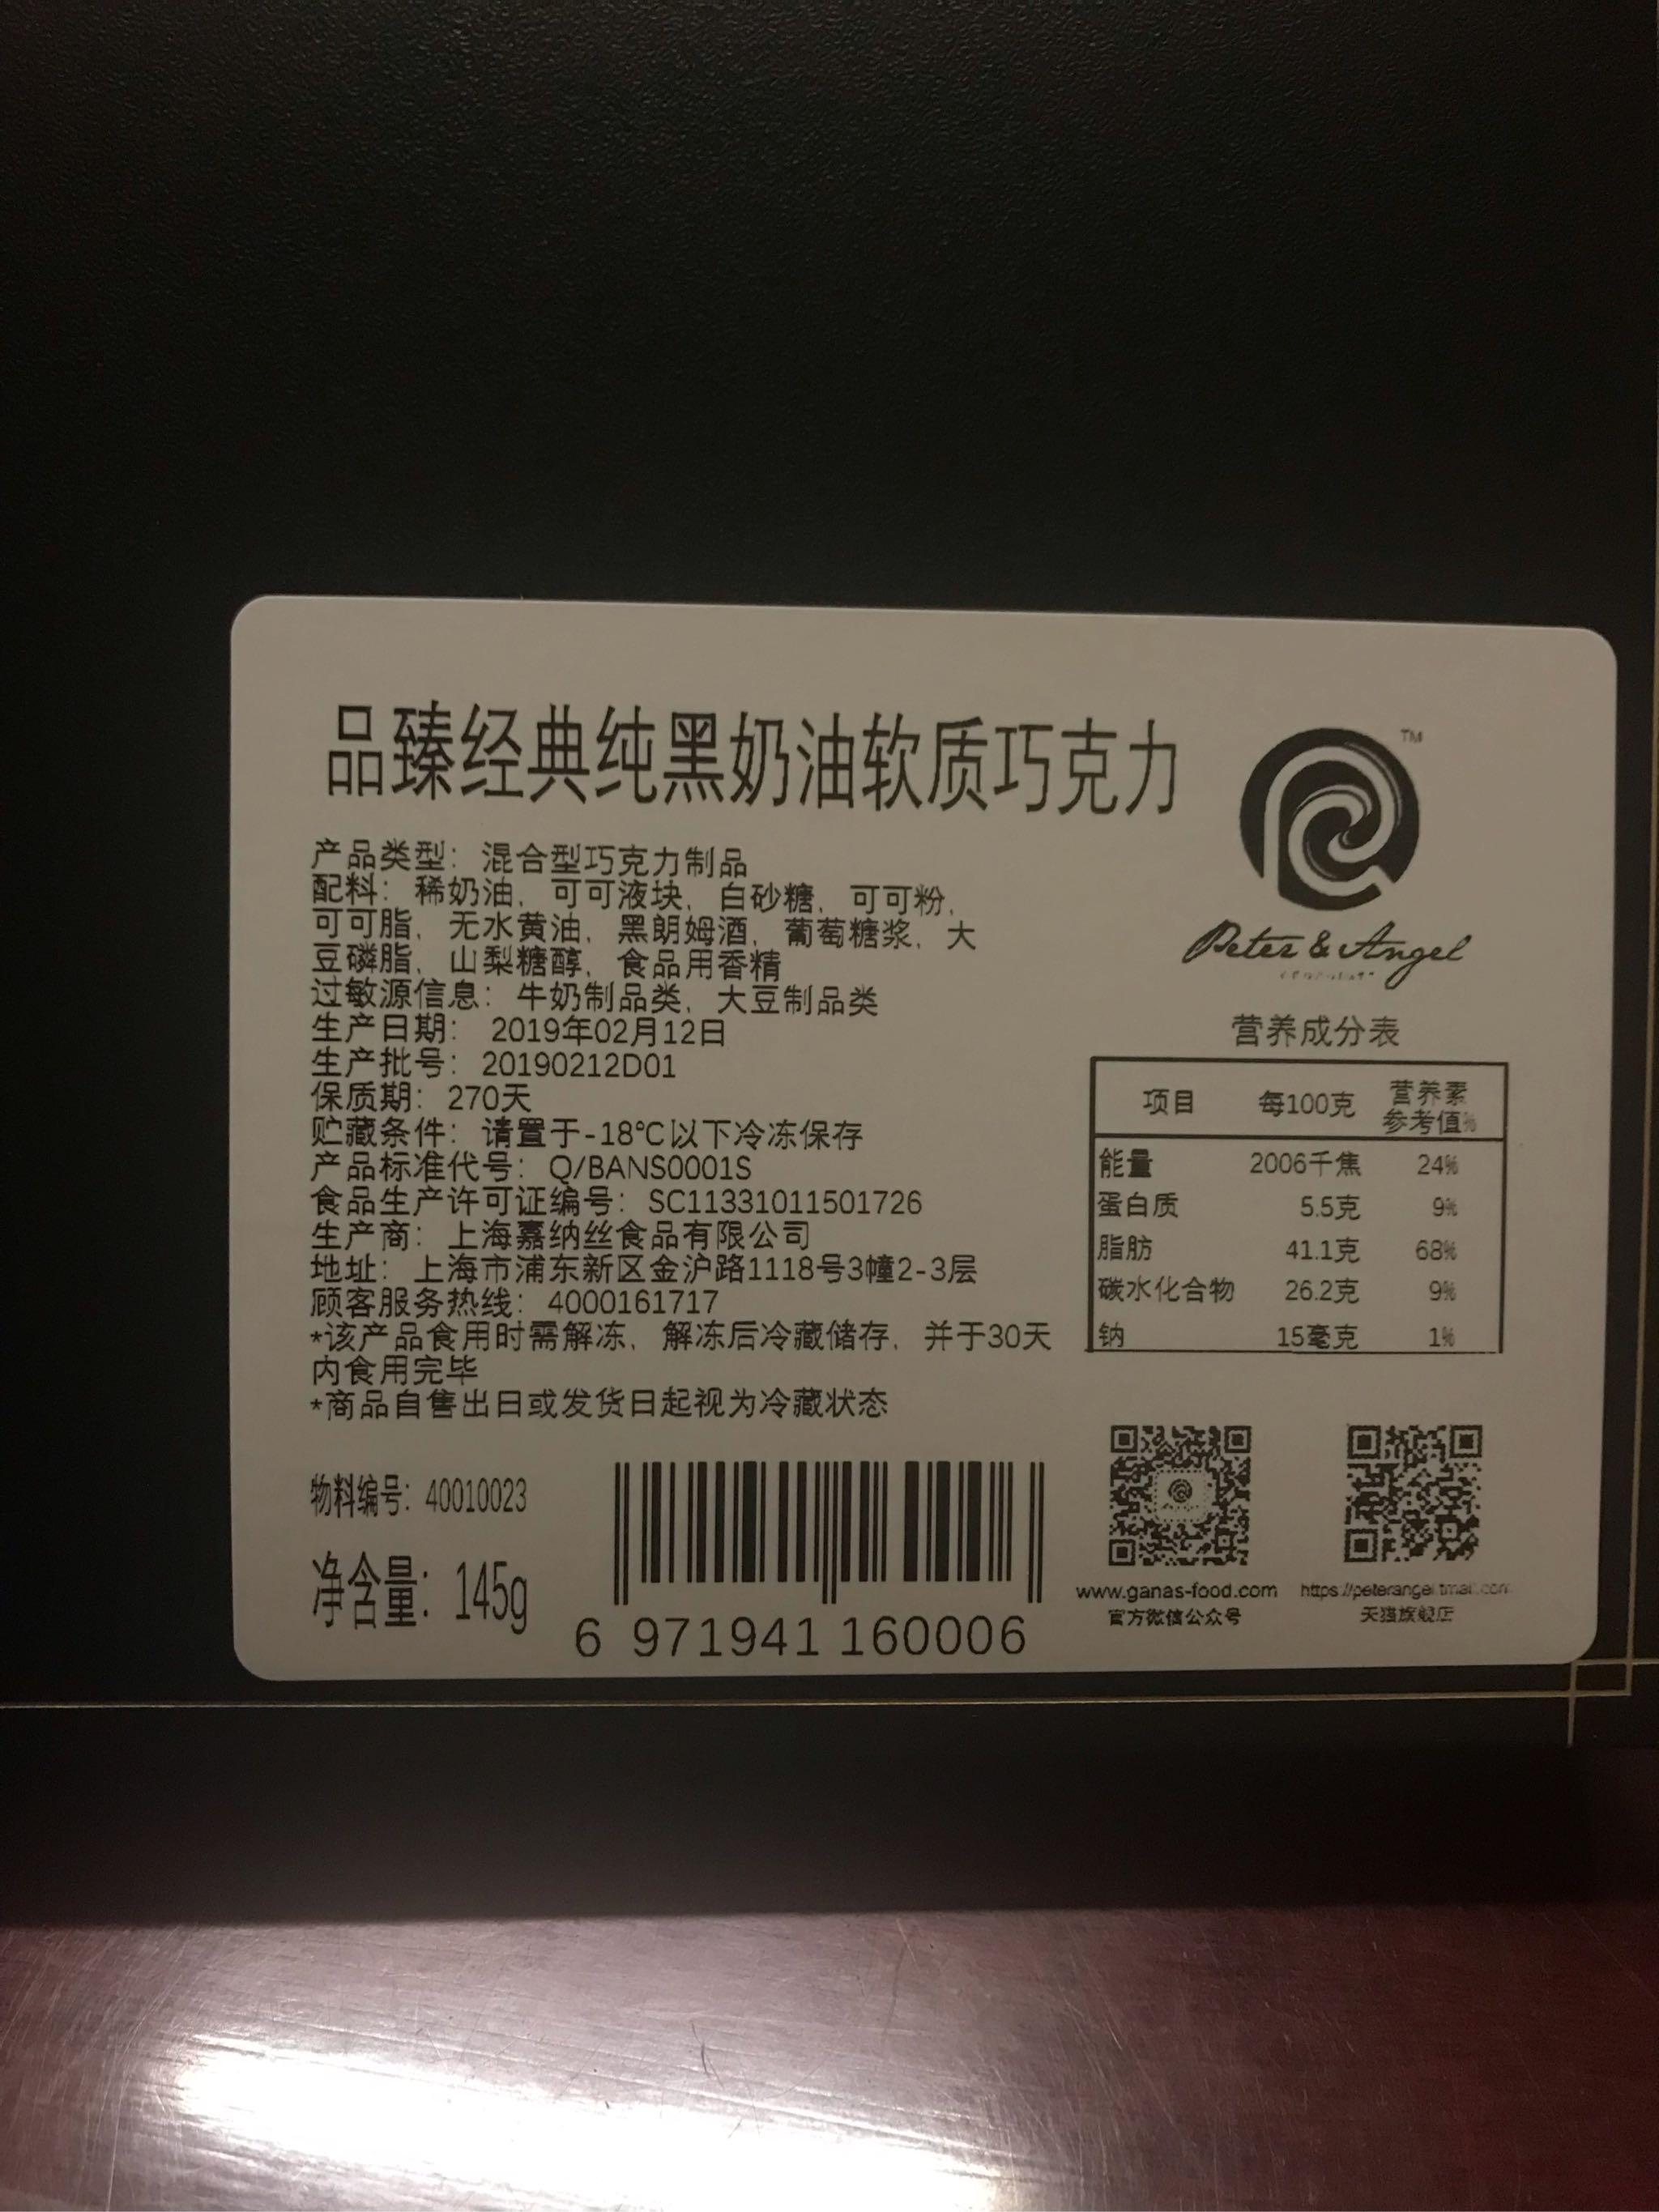 品臻经典纯黑奶油软质巧克力
产品类型：混合型巧克力制品
配料：稀奶油、可可液块、白砂糖、可可粉、
可可脂、无水黄油、黑朗姆酒、葡萄糖浆、大
豆磷脂、山梨糖醇、食品用香精
过敏源信息：牛奶制品类、大豆制品类
生产日期：2019年02月12日
生产批号：20190212D01
保质期：270天
贮藏条件：请置于-18℃以下冷冻保存
产品标准代号：Q/BANS0001S
食品生产许可证编号：SC11331011501726
生产商：上海嘉纳丝食品有限公司
地址：上海市浦东新区金沪路1118号3幢2-3层
顾客服务热线：4000161717
*该产品食用时需解冻，解冻后冷藏储存，并于30天
内食用完毕
*商品自售出日或发货日起视为冷藏状态
物料编号：40010023
净含量：145g
6 971941 160006
TM
Peter & Angel
营养成分表
项目 每100克 营养素参考值%
能量 2006千焦 24%
蛋白质 5.5克 9%
脂肪 41.1克 68%
碳水化合物 26.2克 9%
钠 15毫克 1%
www.ganas-food.com
官方微信公众号
https://peterangel.tmall.com
天猫旗舰店